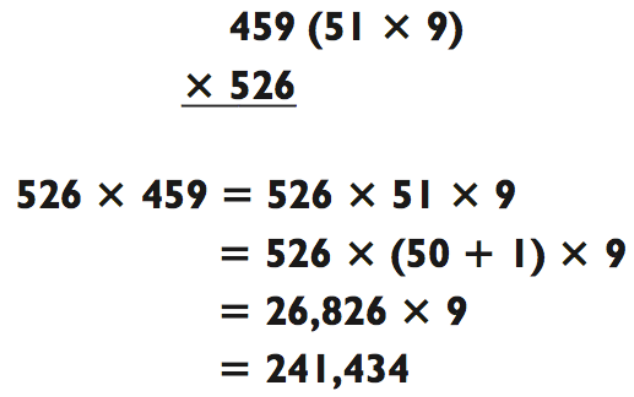 459 (51 × 9)
× 526
526 × 459 = 526 × 51 × 9
= 526 × (50 + 1) × 9
= 26,826 × 9
= 241,434